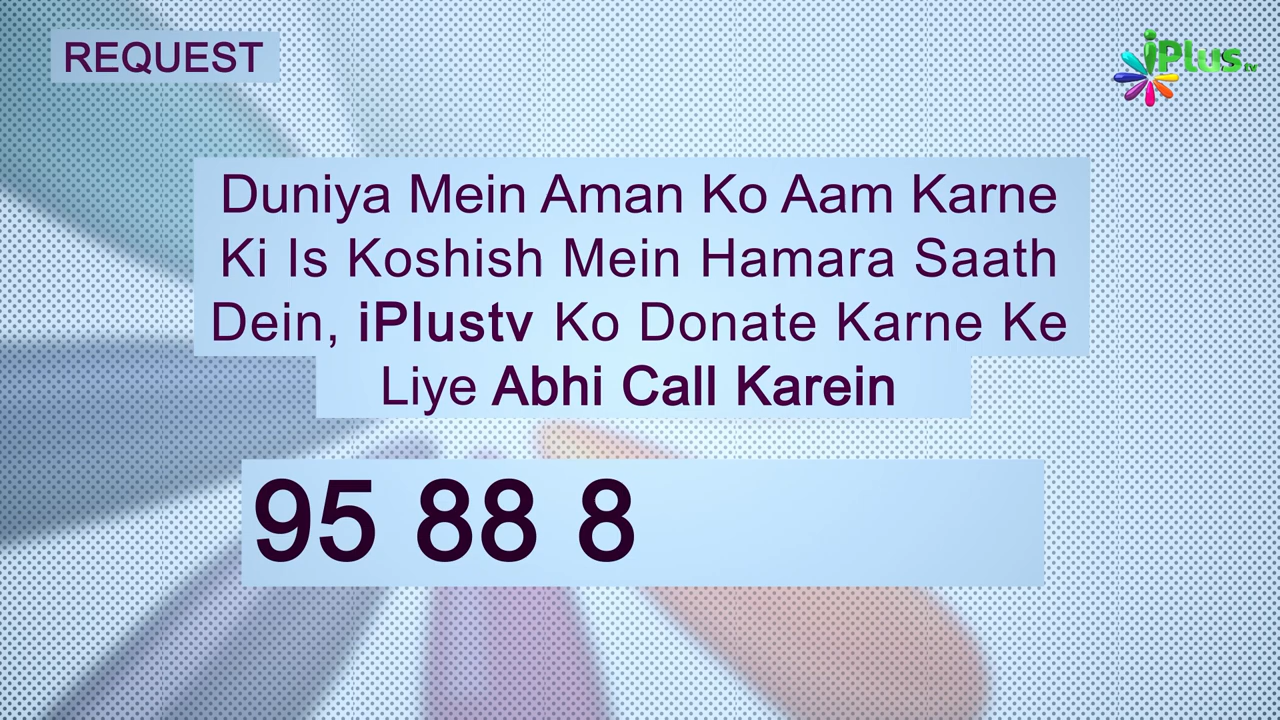 REQUEST
iPlus.tv
Duniya Mein Aman Ko Aam Karne
Ki Is Koshish Mein Hamara Saath
Dein, iPlustv Ko Donate Karne Ke
Liye Abhi Call Karein
95 88 8